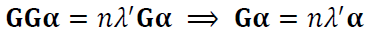 𝐆𝐆𝛂 = 𝑛𝜆′𝐆𝛂 ⟹ 𝐆𝛂 = 𝑛𝜆′𝛂